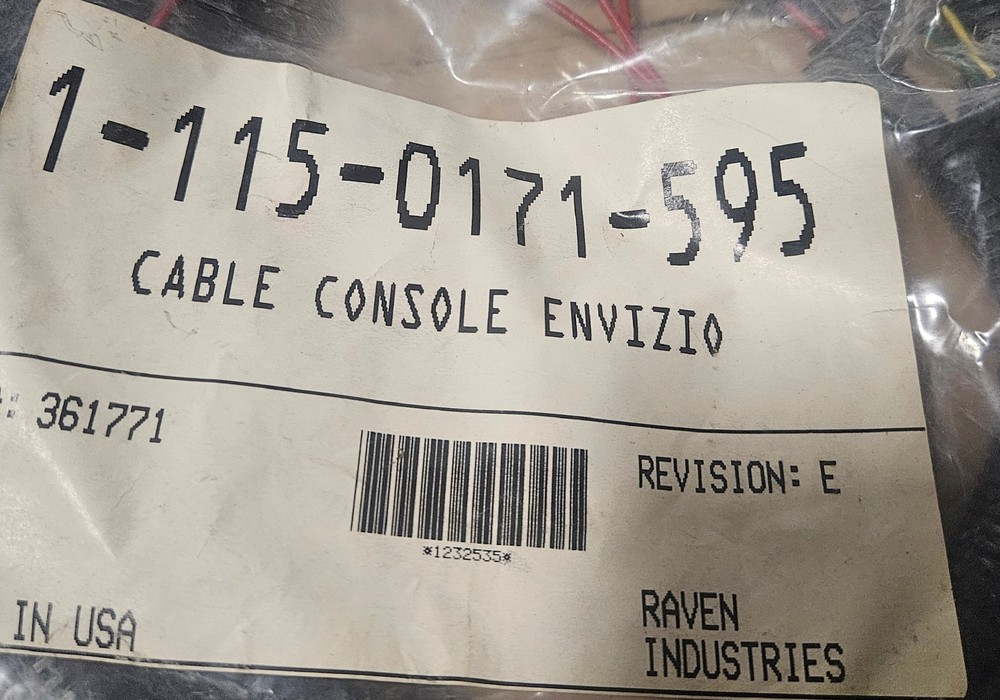 1-115-0171-595
CABLE CONSOLE ENVIZIO
: 361771
*1232535*
REVISION: E
IN USA
RAVEN
INDUSTRIES